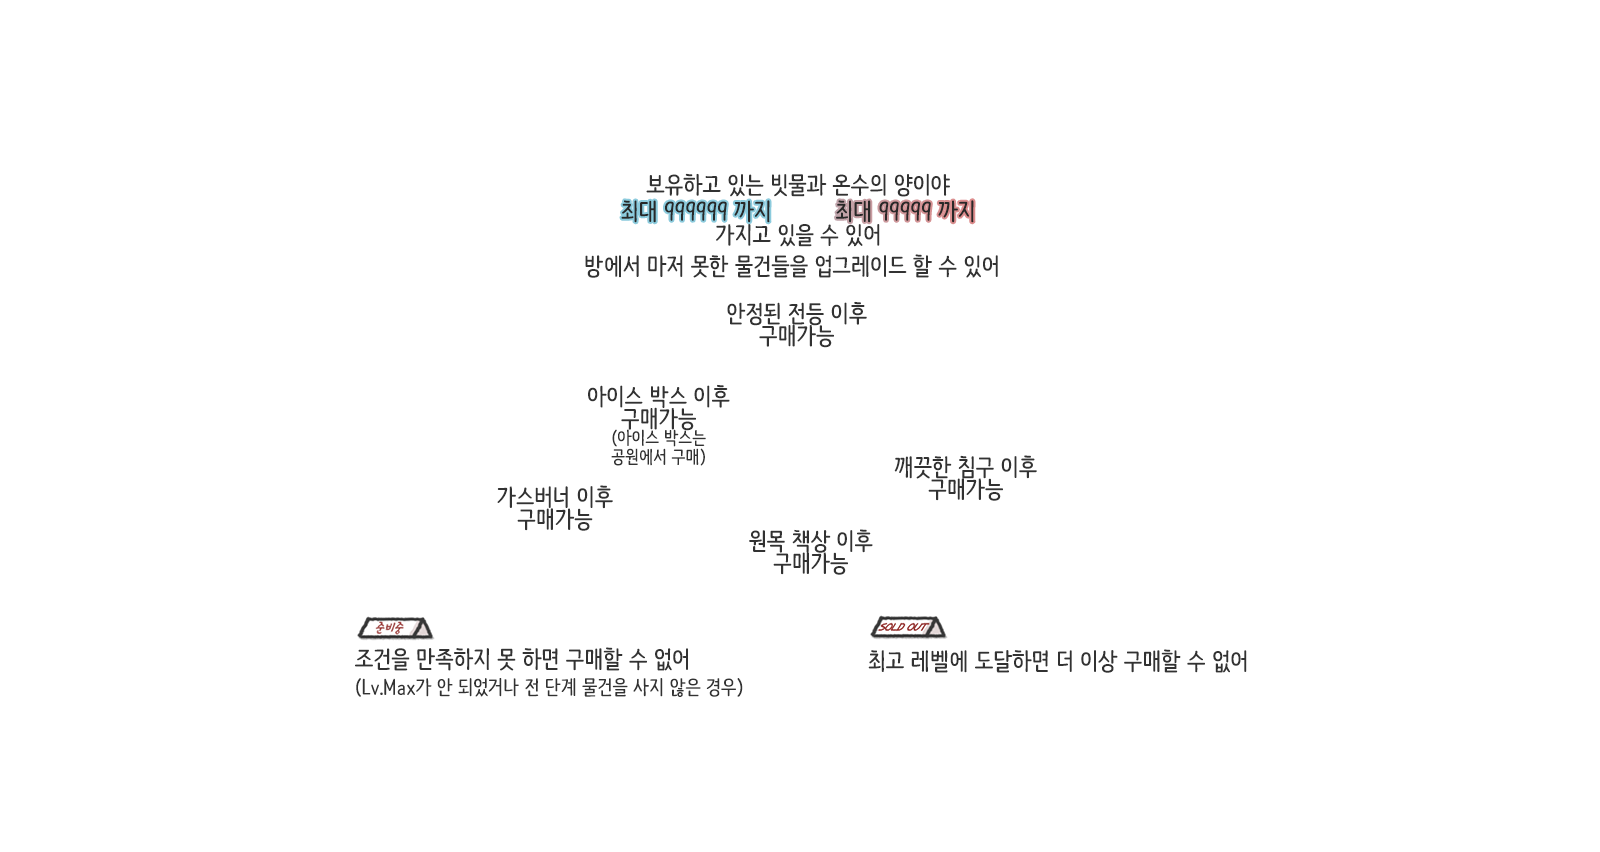 보유하고 있는 빗물과 온수의 양이야
최대 999999 까지 최대 99999 까지
가지고 있을 수 있어
방에서 마저 못한 물건들을 업그레이드 할 수 있어
안정된 전등 이후
구매가능
아이스 박스 이후
구매가능
(아이스 박스는
공원에서 구매)
깨끗한 침구 이후
구매가능
가스버너 이후
구매가능
원목 책상 이후
구매가능
준비중
조건을 만족하지 못 하면 구매할 수 없어
(Lv.Max가 안 되었거나 전 단계 물건을 사지 않은 경우)
SOLD OUT
최고 레벨에 도달하면 더 이상 구매할 수 없어